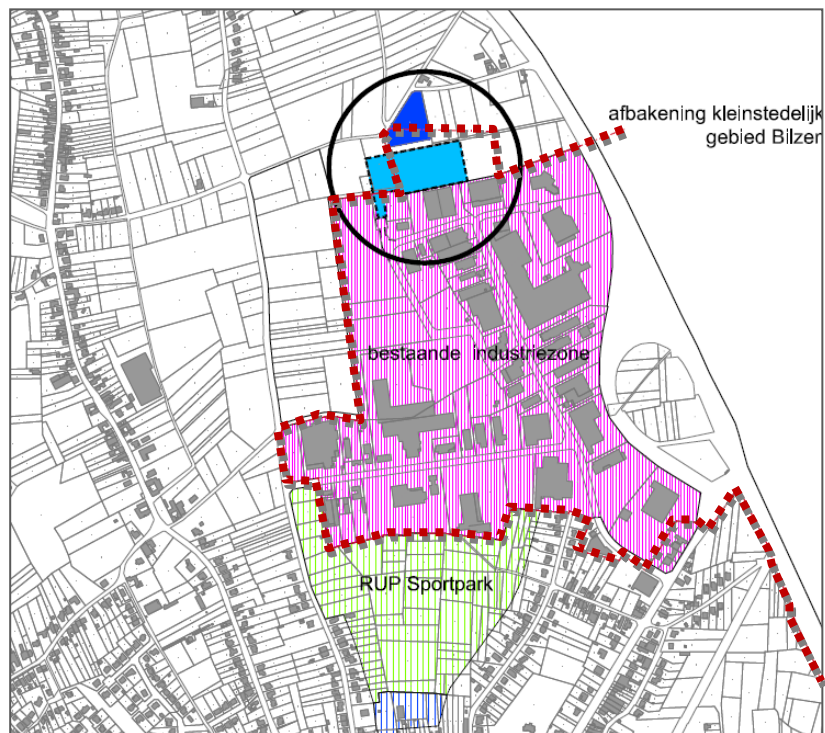 afbakening kleinstedelijk
gebied Bilzen
bestaande industriezone
RUP Sportpark